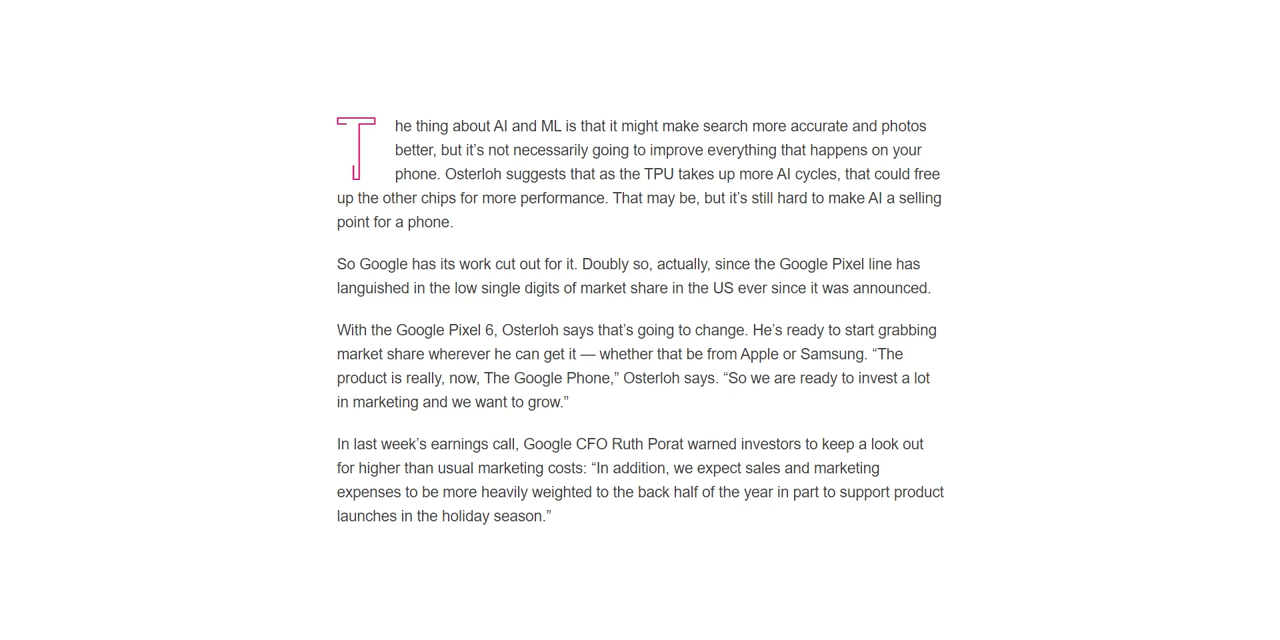 The thing about AI and ML is that it might make search more accurate and photos
better, but it’s not necessarily going to improve everything that happens on your
phone. Osterloh suggests that as the TPU takes up more AI cycles, that could free
up the other chips for more performance. That may be, but it’s still hard to make AI a selling
point for a phone.
So Google has its work cut out for it. Doubly so, actually, since the Google Pixel line has
languished in the low single digits of market share in the US ever since it was announced.
With the Google Pixel 6, Osterloh says that’s going to change. He’s ready to start grabbing
market share wherever he can get it — whether that be from Apple or Samsung. “The
product is really, now, The Google Phone,” Osterloh says. “So we are ready to invest a lot
in marketing and we want to grow.”
In last week’s earnings call, Google CFO Ruth Porat warned investors to keep a look out
for higher than usual marketing costs: “In addition, we expect sales and marketing
expenses to be more heavily weighted to the back half of the year in part to support product
launches in the holiday season.”